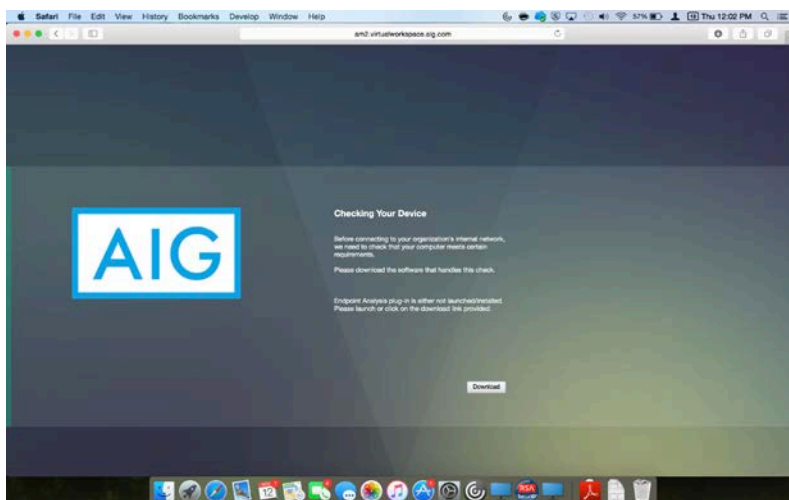 Safari File Edit View History Bookmarks Develop Window Help
57% Thu 12:02 PM
am2.virtualworkspace.aig.com
AIG
Checking Your Device
Before connecting to your organization's internal network,
we need to check that your computer meets certain
requirements.
Please download the software that handles this check.
Endpoint Analysis plug-in is either not launched/installed.
Please launch or click on the download link provided.
Download
12
RSA